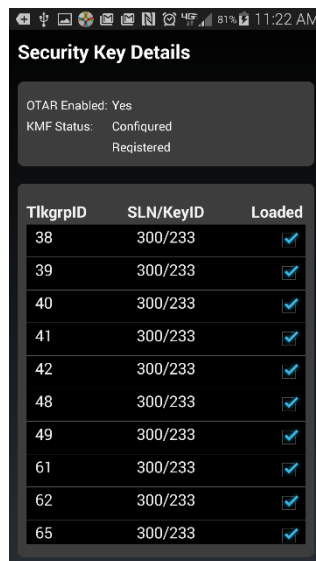 4G 81% 11:22 AM
Security Key Details
OTAR Enabled: Yes
KMF Status: Configured
Registered
TlkgrpID SLN/KeyID Loaded
38 300/233
39 300/233
40 300/233
41 300/233
42 300/233
48 300/233
49 300/233
61 300/233
62 300/233
65 300/233